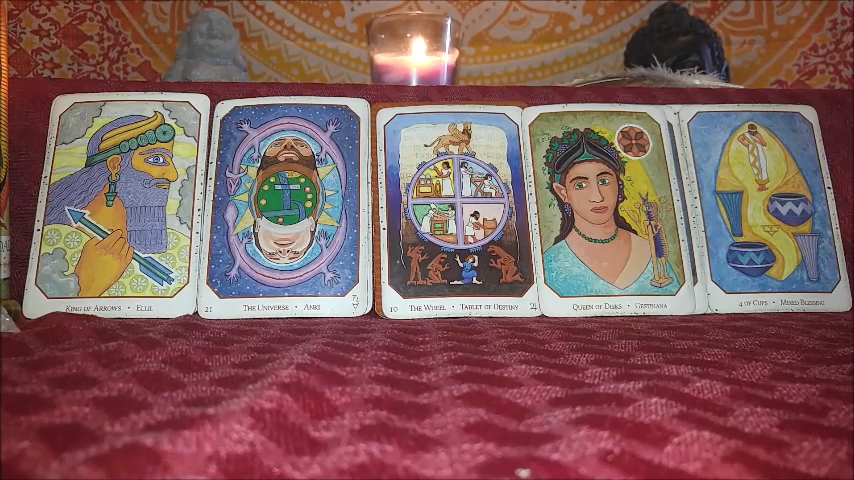 KING OF ARROWS • ELLIL
21 THE UNIVERSE • ANKI
10 THE WHEEL • TABLET OF DESTINY 21
QUEEN OF DISKS • GESTINANA
4 OF CUPS • MIXED BLESSING